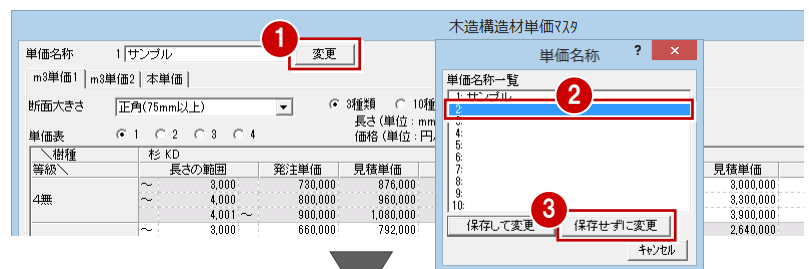 木造構造材単価マスタ
単価名称 1 サンプル 変更
1
m3単価1 m3単価2 本単価
断面大きさ 正角(75mm以上) 3種類 10種
長さ(単位:mm
単価表 1 2 3 4 価格(単位:円
＼樹種 杉 KD
等級＼ 長さの範囲 発注単価 見積単価 見積単価
～ 3,000 730,000 876,000 3,000,000
4無 ～ 4,000 800,000 960,000 3,300,000
4,001 ～ 900,000 1,080,000 3,900,000
～ 3,000 660,000 792,000 2,640,000
単価名称 ? ×
単価名称一覧
1: サンプル
2
2:
4:
5:
6:
7:
8:
9:
10:
3
保存して変更 保存せずに変更
キャンセル